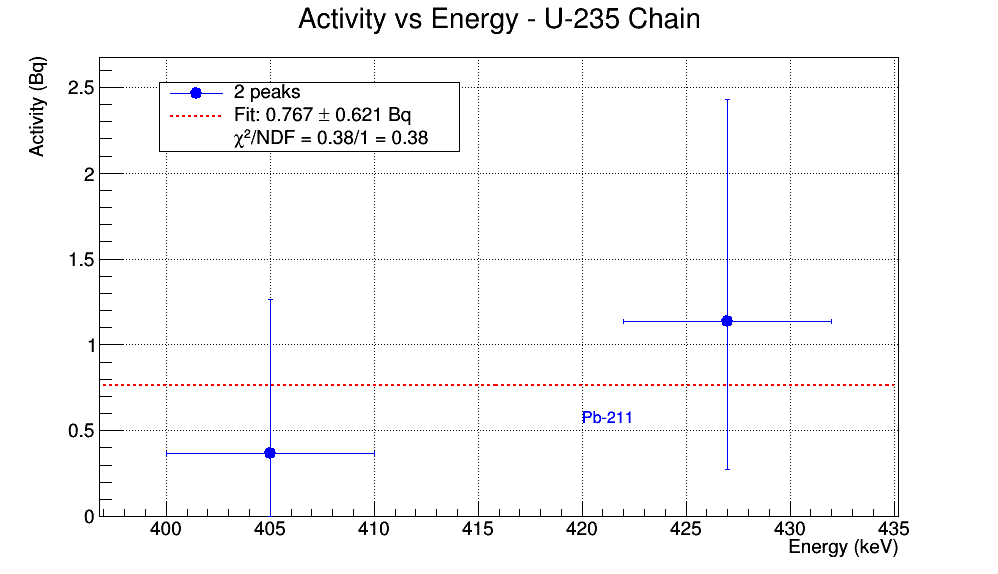 Activity vs Energy - U-235 Chain
Activity (Bq)
2 peaks
Fit: 0.767 ± 0.621 Bq
χ²/NDF = 0.38/1 = 0.38
2.5
2
1.5
1
0.5
0
Pb-211
400 405 410 415 420 425 430 435
Energy (keV)